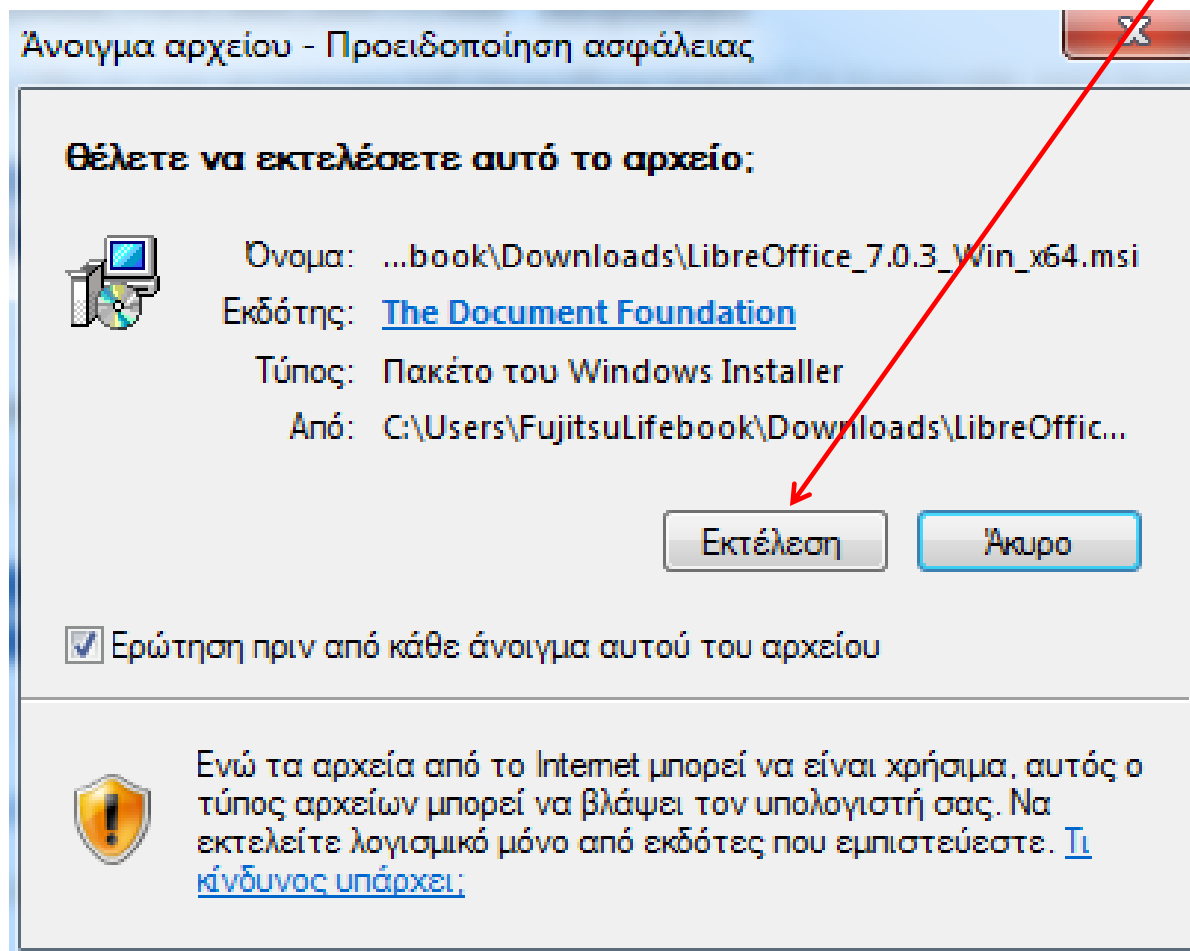 Άνοιγμα αρχείου - Προειδοποίηση ασφάλειας
Θέλετε να εκτελέσετε αυτό το αρχείο;
Όνομα: ...book\Downloads\LibreOffice_7.0.3_Win_x64.msi
Εκδότης: The Document Foundation
Τύπος: Πακέτο του Windows Installer
Από: C:\Users\FujitsuLifebook\Downloads\LibreOffic...
Εκτέλεση Άκυρο
Ερώτηση πριν από κάθε άνοιγμα αυτού του αρχείου
Ενώ τα αρχεία από το Internet μπορεί να είναι χρήσιμα, αυτός ο
τύπος αρχείων μπορεί να βλάψει τον υπολογιστή σας. Να
εκτελείτε λογισμικό μόνο από εκδότες που εμπιστεύεστε. Τι
κίνδυνος υπάρχει;